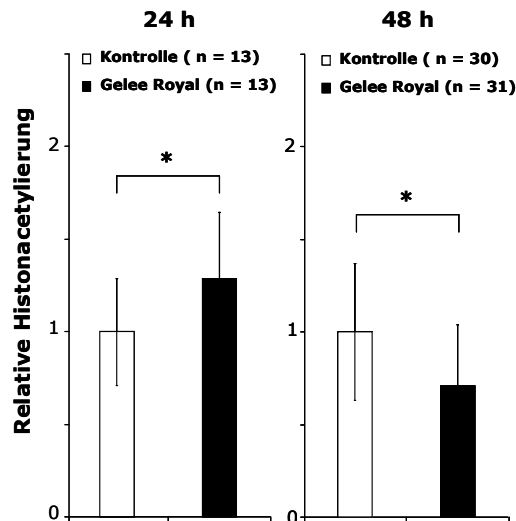 24 h
Kontrolle ( n = 13)
Gelee Royal (n = 13)
2
*
1
0
Relative Histonacetylierung
48 h
Kontrolle ( n = 30)
Gelee Royal (n = 31)
2
*
1
0